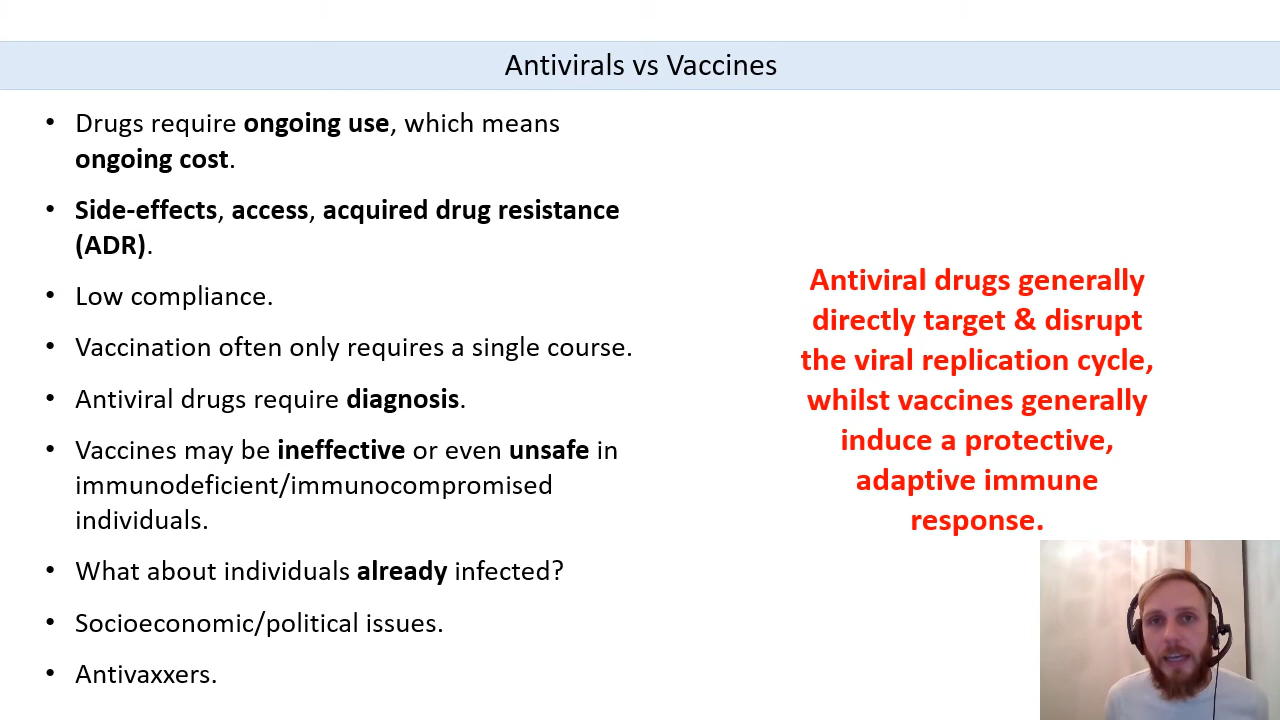 Antivirals vs Vaccines
• Drugs require ongoing use, which means
ongoing cost.
• Side-effects, access, acquired drug resistance
(ADR).
• Low compliance.
• Vaccination often only requires a single course.
• Antiviral drugs require diagnosis.
• Vaccines may be ineffective or even unsafe in
immunodeficient/immunocompromised
individuals.
• What about individuals already infected?
• Socioeconomic/political issues.
• Antivaxxers.
Antiviral drugs generally
directly target & disrupt
the viral replication cycle,
whilst vaccines generally
induce a protective,
adaptive immune
response.